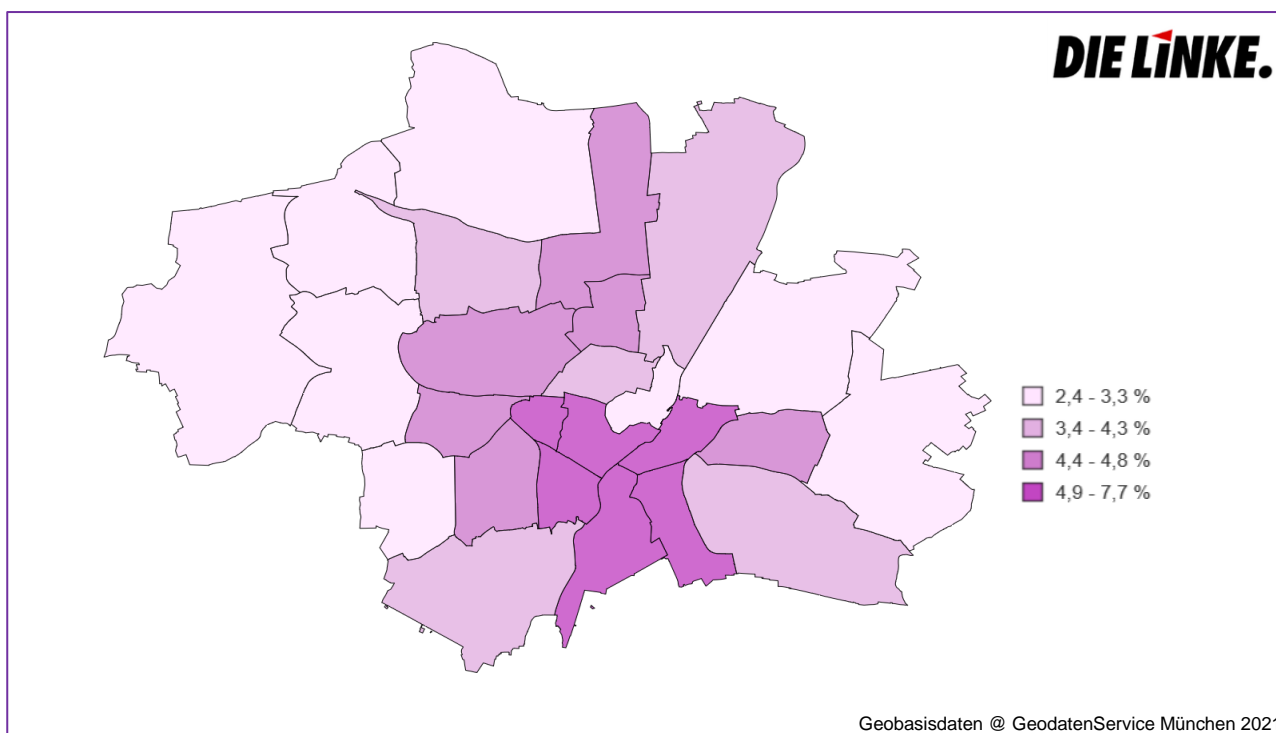 DIE LINKE.
2,4 - 3,3 %
3,4 - 4,3 %
4,4 - 4,8 %
4,9 - 7,7 %
Geobasisdaten @ GeodatenService München 2021